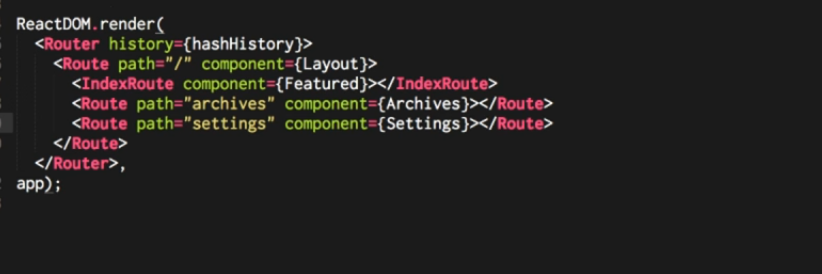 ReactDOM.render(
<Router history={hashHistory}>
<Route path="/" component={Layout}>
<IndexRoute component={Featured}></IndexRoute>
<Route path="archives" component={Archives}></Route>
<Route path="settings" component={Settings}></Route>
</Route>
</Router>,
app);